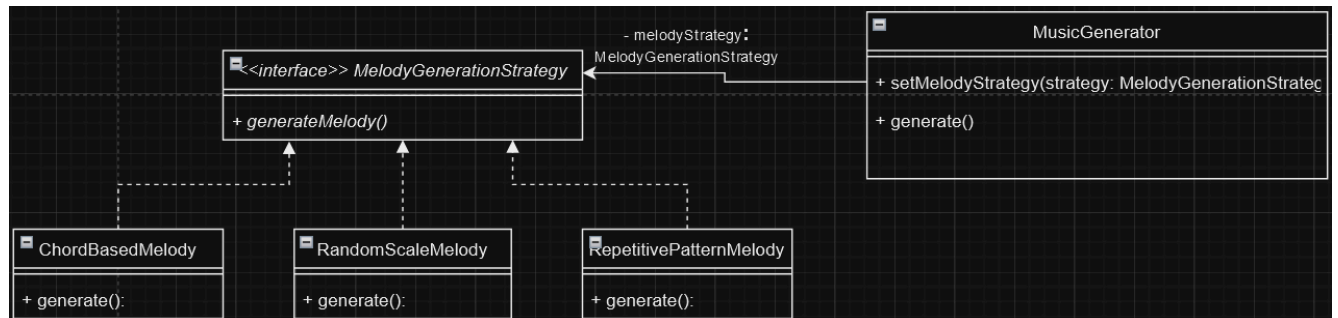 - melodyStrategy:
MelodyGenerationStrategy
MusicGenerator
<<interface>> MelodyGenerationStrategy
+ setMelodyStrategy(strategy: MelodyGenerationStrateg
+ generateMelody()
+ generate()
ChordBasedMelody
RandomScaleMelody
RepetitivePatternMelody
+ generate():
+ generate():
+ generate():